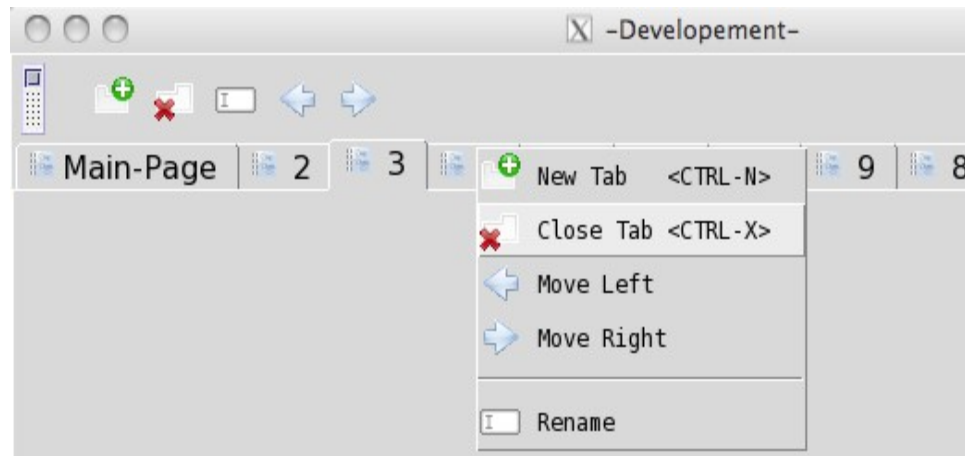 -Developement-
Main-Page 2 3 9 8
New Tab <CTRL-N>
Close Tab <CTRL-X>
Move Left
Move Right
Rename